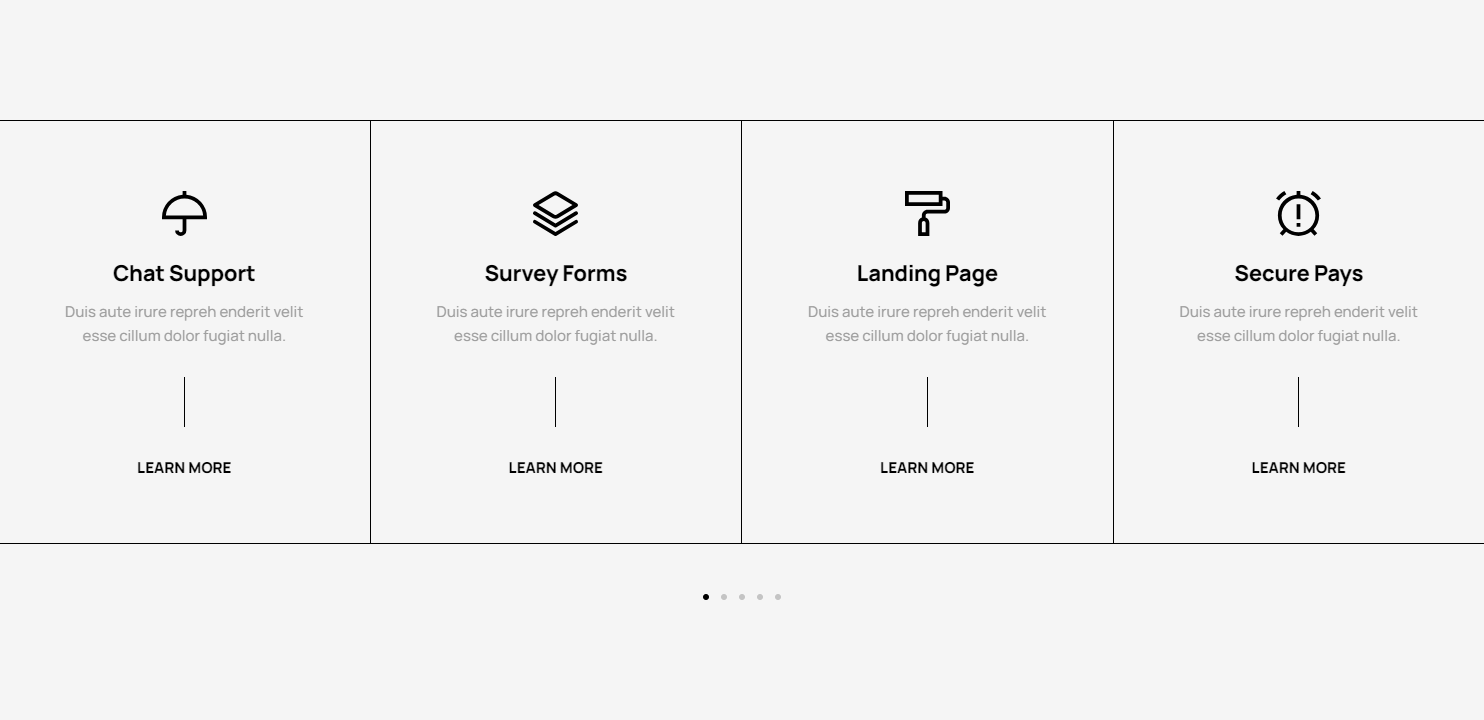 Chat Support
Duis aute irure repreh enderit velit
esse cillum dolor fugiat nulla.
LEARN MORE
Survey Forms
Duis aute irure repreh enderit velit
esse cillum dolor fugiat nulla.
LEARN MORE
Landing Page
Duis aute irure repreh enderit velit
esse cillum dolor fugiat nulla.
LEARN MORE
Secure Pays
Duis aute irure repreh enderit velit
esse cillum dolor fugiat nulla.
LEARN MORE